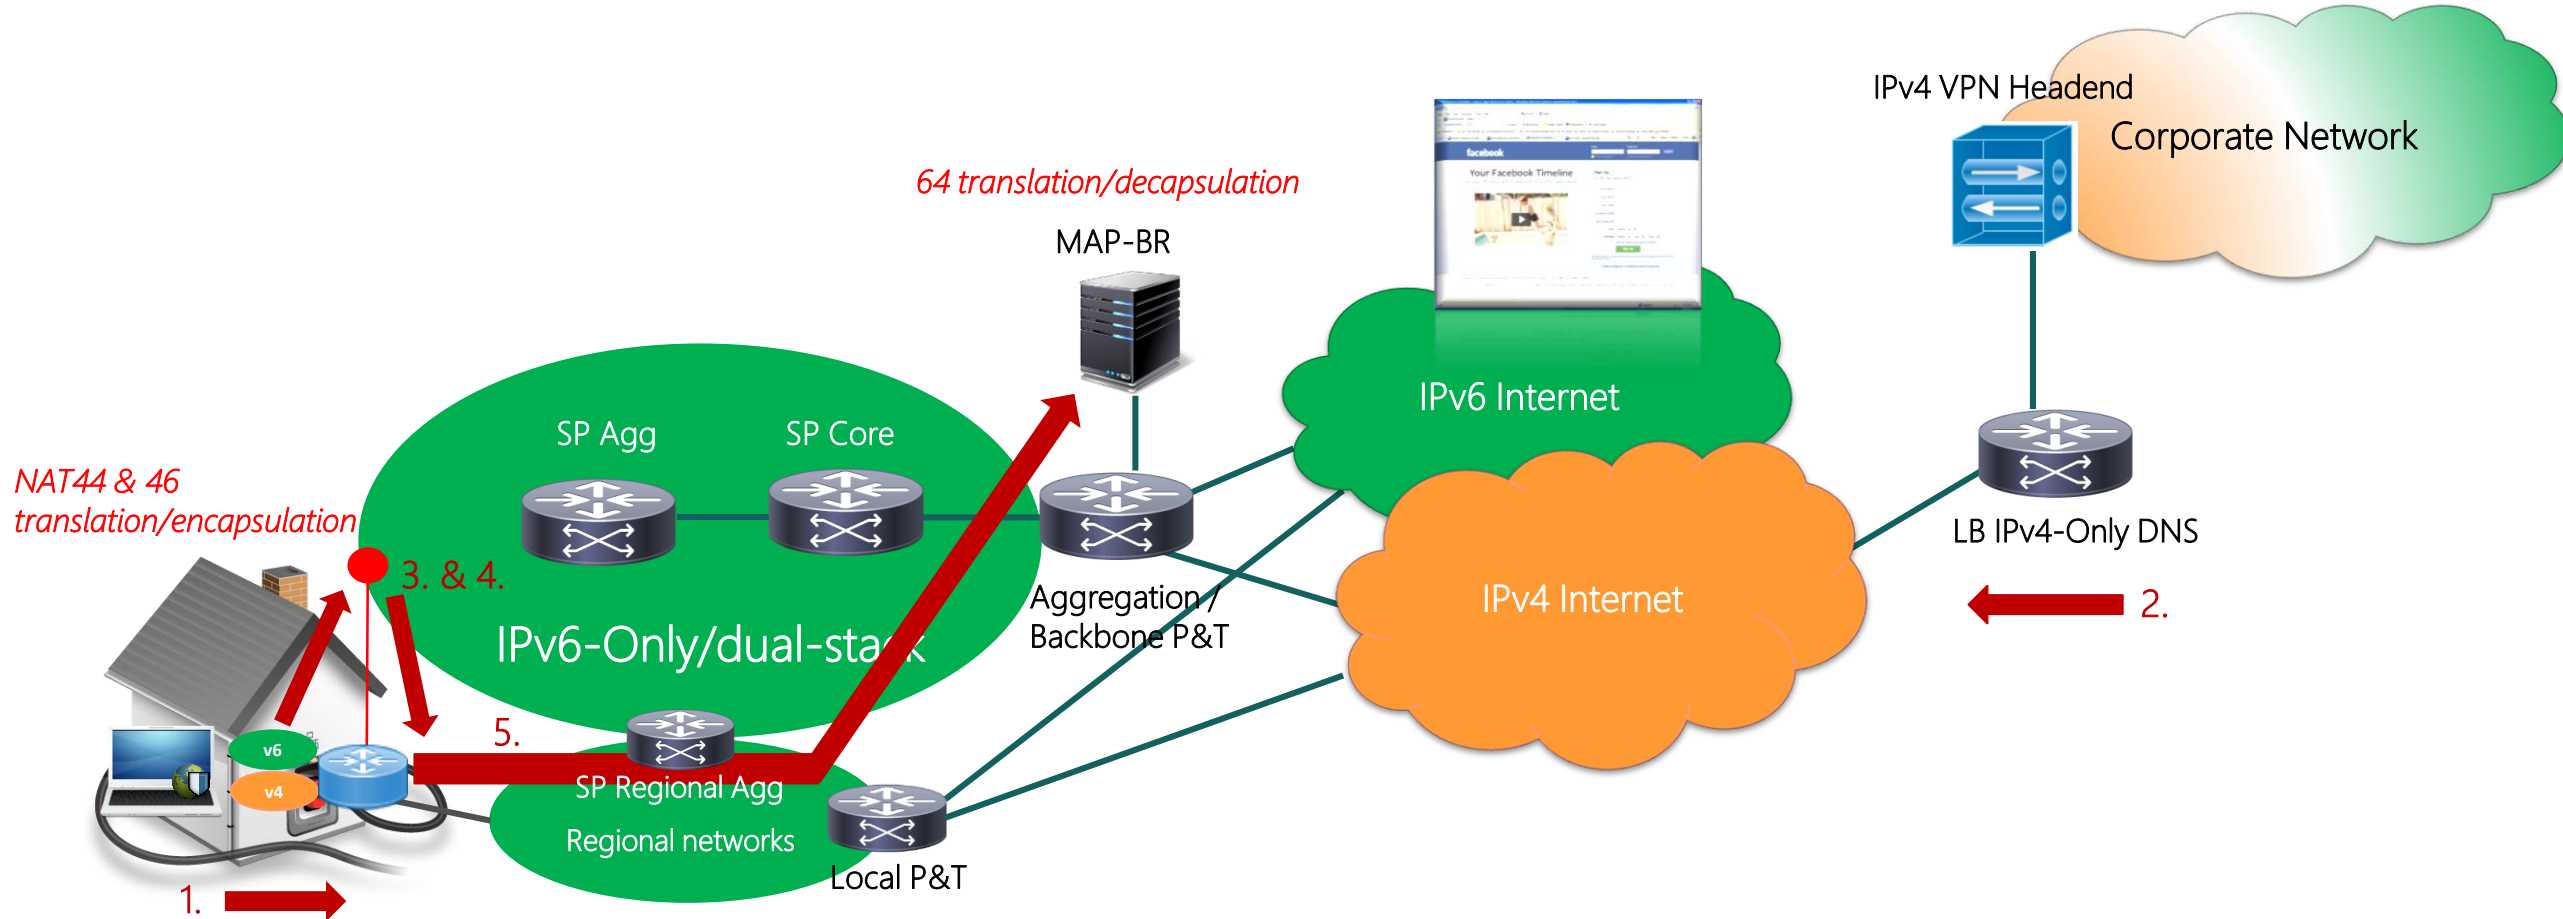 IPv4 VPN Headend
Corporate Network
facebook
Your Facebook Timeline
64 translation/decapsulation
MAP-BR
IPv6 Internet
SP Agg
SP Core
NAT44 & 46
translation/encapsulation
LB IPv4-Only DNS
3. & 4.
Aggregation /
Backbone P&T
IPv4 Internet
2.
IPv6-Only/dual-stack
5.
v6
v4
SP Regional Agg
Regional networks
Local P&T
1.